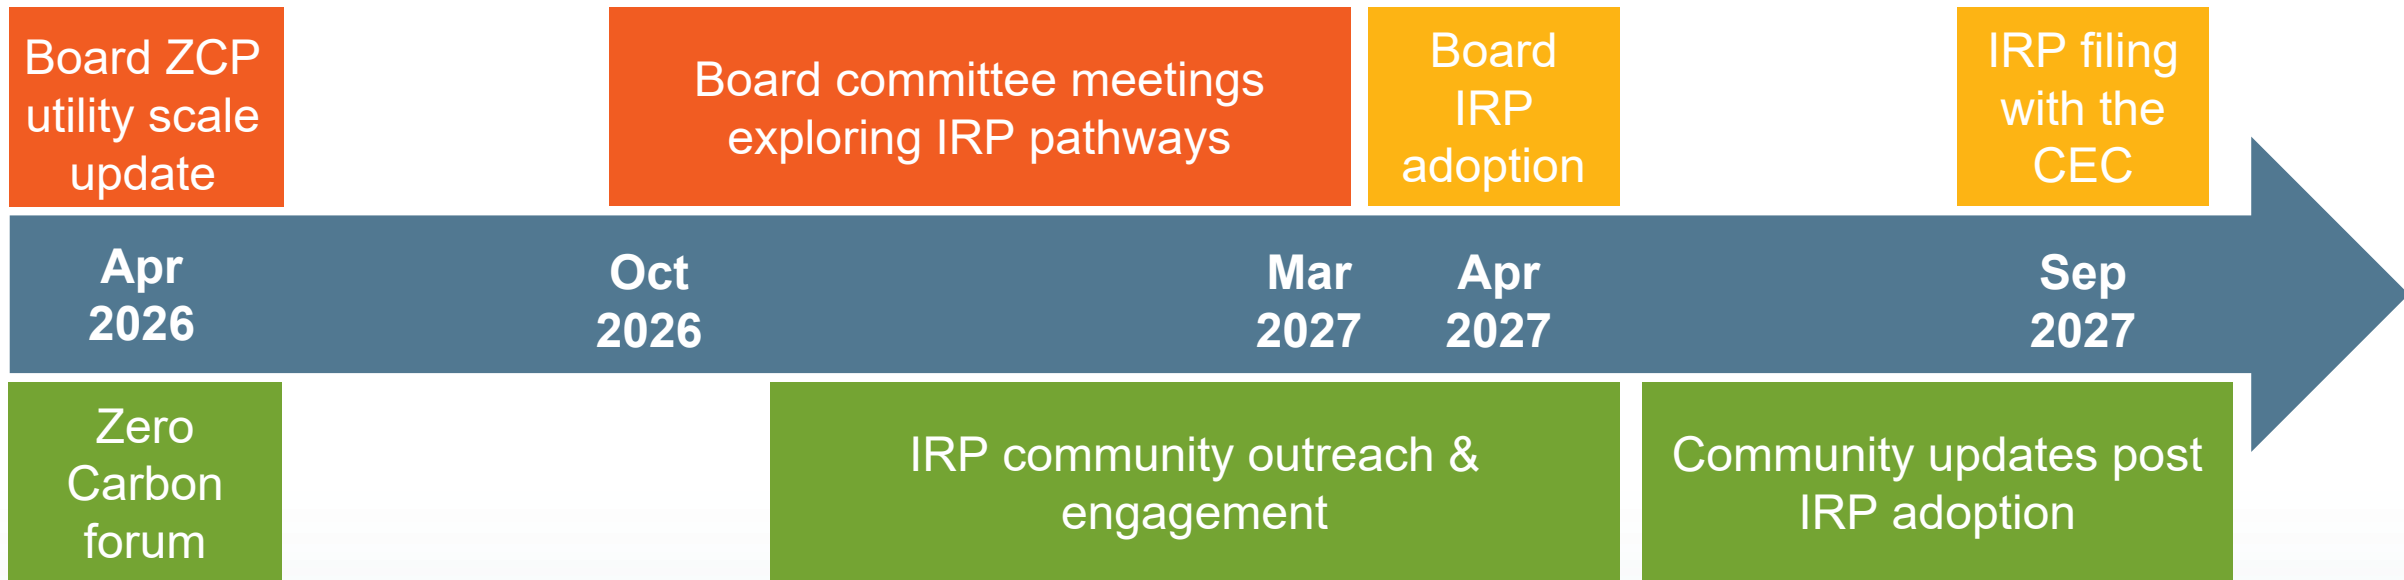 Board ZCP
utility scale
update
Board committee meetings
exploring IRP pathways
Board
IRP
adoption
IRP filing
with the
CEC
Apr
2026
Oct
2026
Mar
2027
Apr
2027
Sep
2027
Zero
Carbon
forum
IRP community outreach &
engagement
Community updates post
IRP adoption